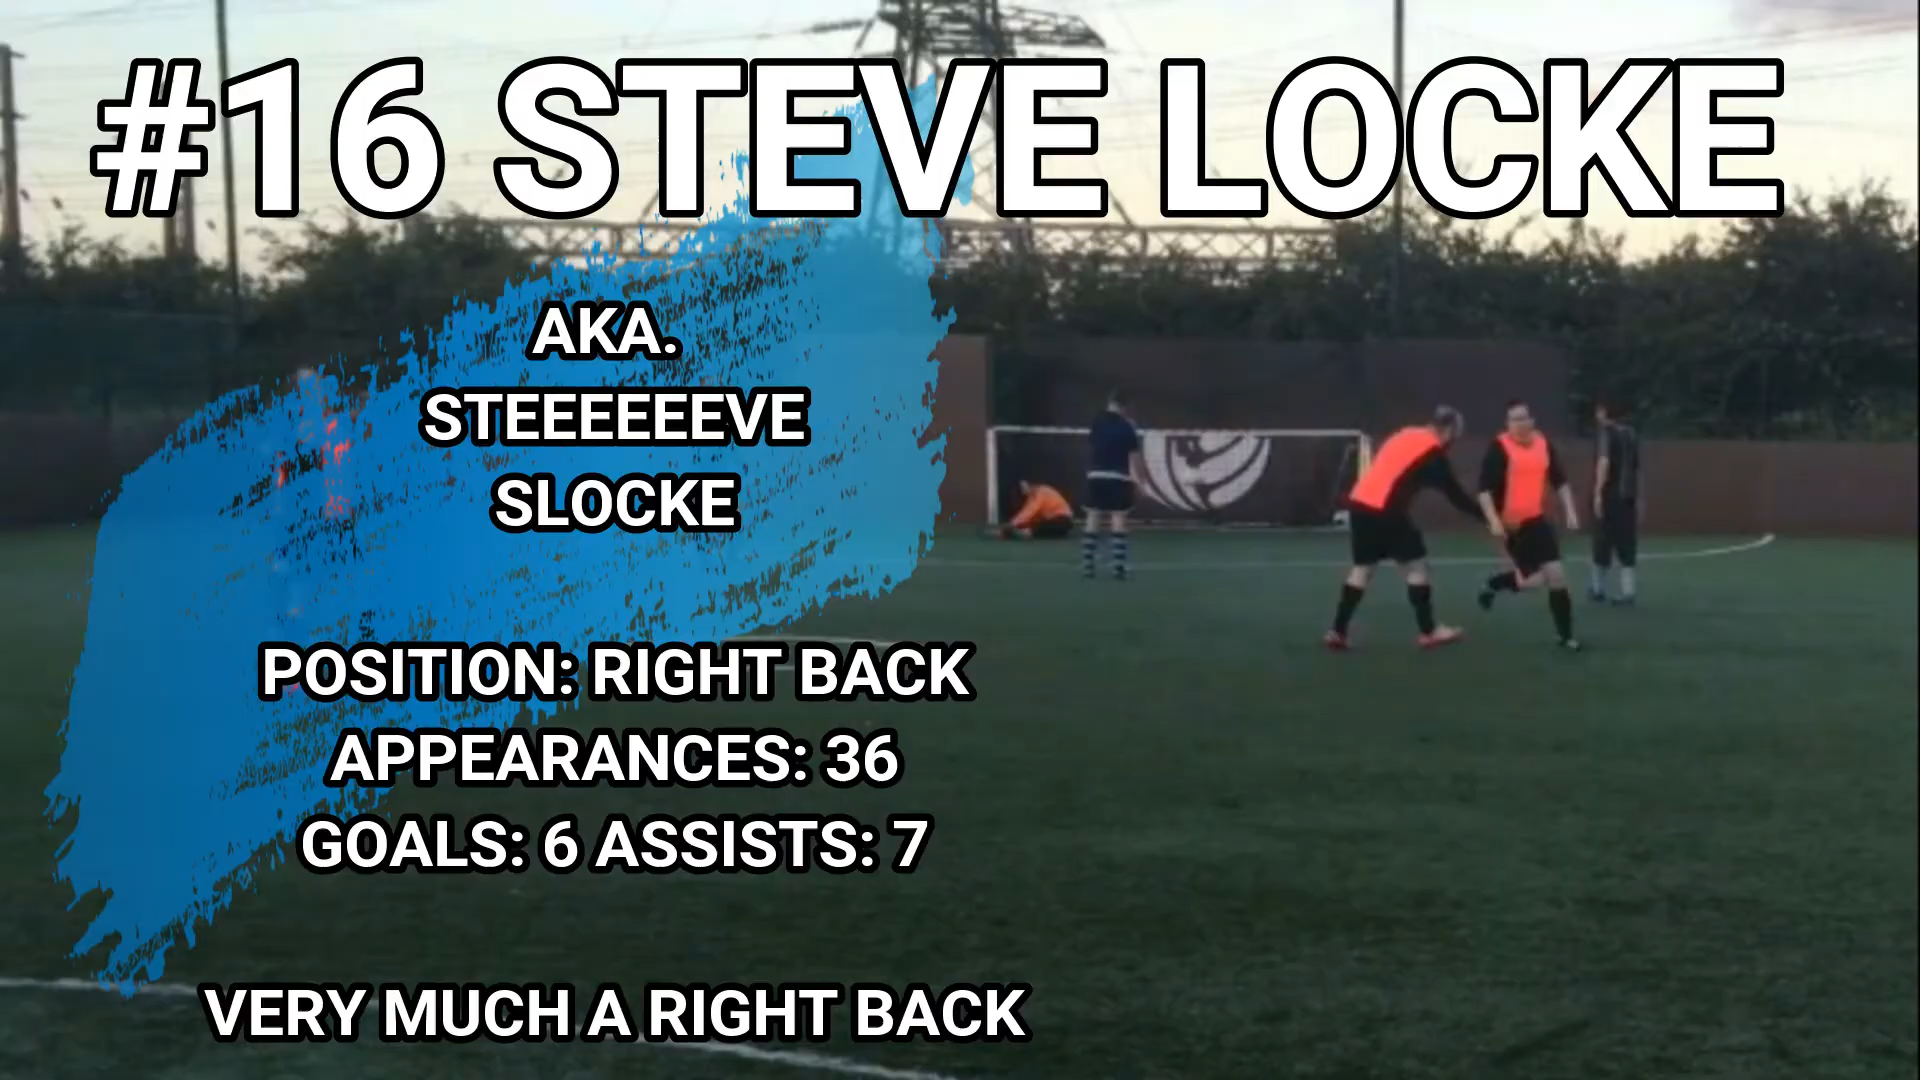 #16 STEVE LOCKE
AKA.
STEEEEEEVE
SLOCKE
POSITION: RIGHT BACK
APPEARANCES: 36
GOALS: 6 ASSISTS: 7
VERY MUCH A RIGHT BACK